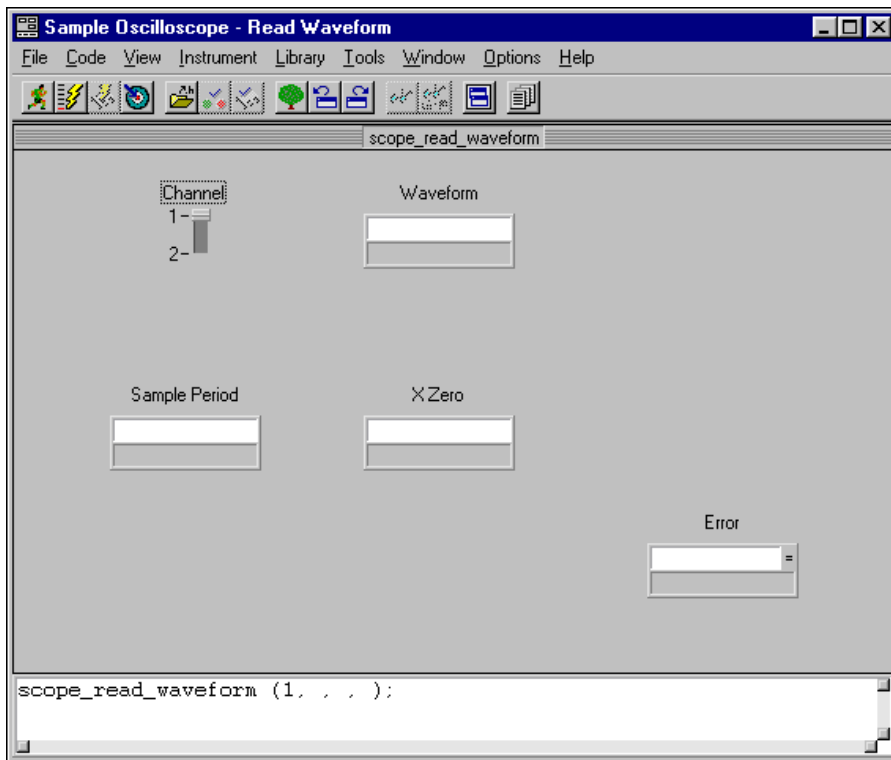 Sample Oscilloscope - Read Waveform
File Code View Instrument Library Tools Window Options Help
scope_read_waveform
Channel
1-
2-
Waveform
Sample Period
X Zero
Error
=
scope_read_waveform (1, , , );